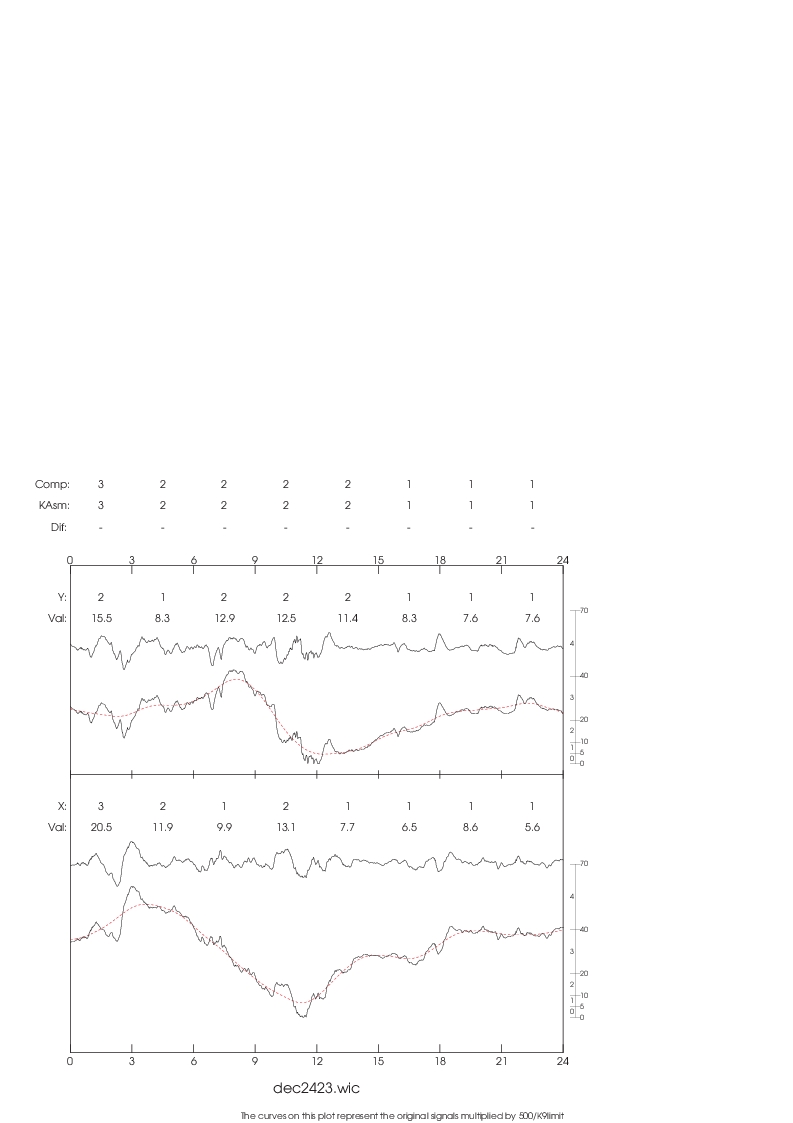 Comp: 3 2 2 2 2 1 1 1
KAsm: 3 2 2 2 2 1 1 1
Dif: - - - - - - - -
0 3 6 9 12 15 18 21 24
Y: 2 1 2 2 2 1 1 1
Val: 15.5 8.3 12.9 12.5 11.4 8.3 7.6 7.6
70
4
40
3
20
2
10
1
5
0
0
X: 3 2 1 2 1 1 1 1
Val: 20.5 11.9 9.9 13.1 7.7 6.5 8.6 5.6
70
4
40
3
20
2
10
1
5
0
0
0 3 6 9 12 15 18 21 24
dec2423.wic
The curves on this plot represent the original signals multiplied by 500/K9limit